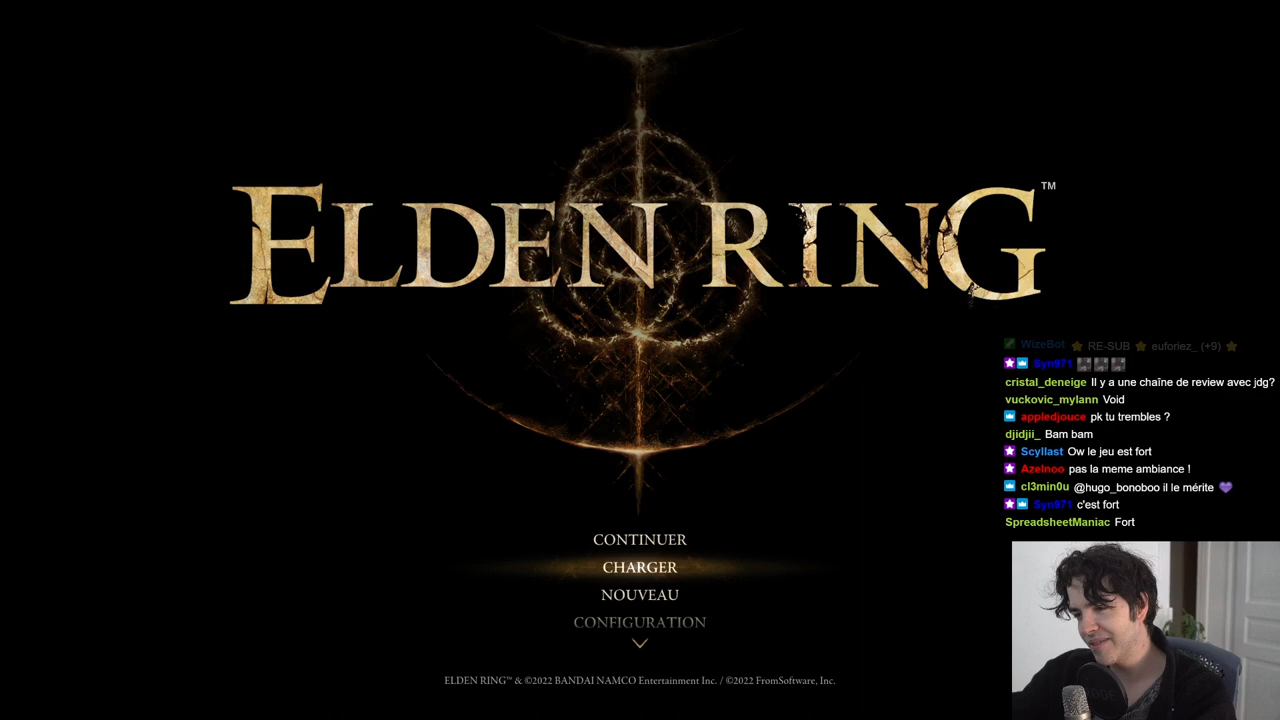 ELDEN RING™
CONTINUER
CHARGER
NOUVEAU
CONFIGURATION
ELDEN RING™ & ©2022 BANDAI NAMCO Entertainment Inc. / ©2022 FromSoftware, Inc.
WizeBot RE-SUB euforiez_ (+9)
Syn971
cristal_deneige Il y a une chaîne de review avec jdg?
vuckovic_mylann Void
appledjouce pk tu trembles ?
djidjii_ Bam bam
Scyllast Ow le jeu est fort
Azelnoo pas la meme ambiance !
cl3min0u @hugo_bonoboo il le mérite
Syn971 c'est fort
SpreadsheetManiac Fort